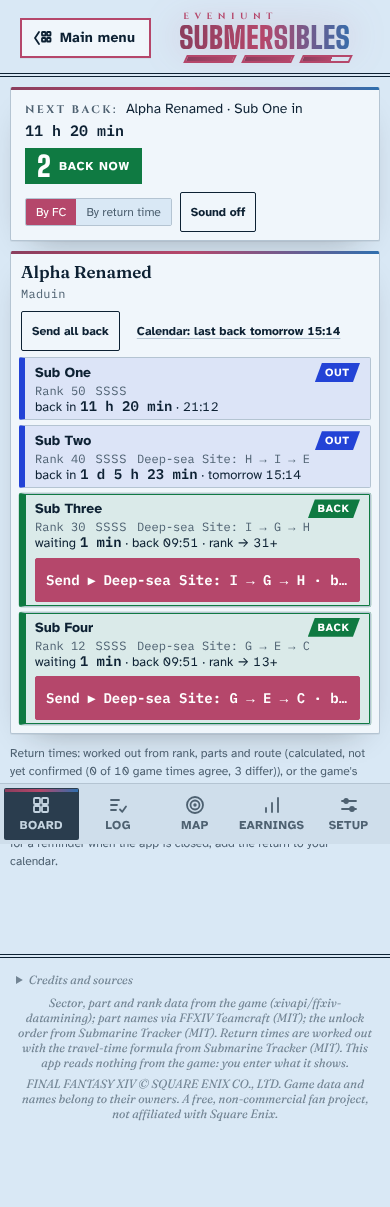 Main menu
EVENIUNT
SUBMERSIBLES
NEXT BACK: Alpha Renamed · Sub One in
11 h 20 min
2 BACK NOW
By FC
By return time
Sound off
Alpha Renamed
Maduin
Send all back
Calendar: last back tomorrow 15:14
Sub One
OUT
Rank 50 SSSS
back in 11 h 20 min · 21:12
Sub Two
OUT
Rank 40 SSSS Deep-sea Site: H → I → E
back in 1 d 5 h 23 min · tomorrow 15:14
Sub Three
BACK
Rank 30 SSSS Deep-sea Site: I → G → H
waiting 1 min · back 09:51 · rank → 31+
Send ▶ Deep-sea Site: I → G → H · b…
Sub Four
BACK
Rank 12 SSSS Deep-sea Site: G → E → C
waiting 1 min · back 09:51 · rank → 13+
Send ▶ Deep-sea Site: G → E → C · b…
Return times: worked out from rank, parts and route (calculated, not
yet confirmed (0 of 10 game times agree, 3 differ)), or the game's
BOARD
LOG
MAP
EARNINGS
SETUP
for a reminder when the app is closed, add the return to your
calendar.
▶ Credits and sources
Sector, part and rank data from the game (xivapi/ffxiv-
datamining); part names via FFXIV Teamcraft (MIT); the unlock
order from Submarine Tracker (MIT). Return times are worked out
with the travel-time formula from Submarine Tracker (MIT). This
app reads nothing from the game: you enter what it shows.
FINAL FANTASY XIV © SQUARE ENIX CO., LTD. Game data and
names belong to their owners. A free, non-commercial fan project,
not affiliated with Square Enix.